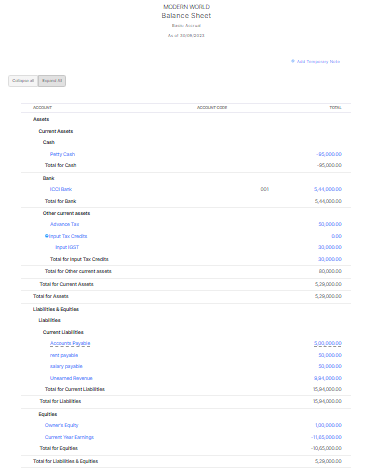 MODERN WORLD
Balance Sheet
Basis: Accrual
As of 30/06/2023
Add Temporary Note
Collapse all Expand All
ACCOUNT ACCOUNT CODE TOTAL
Assets
Current Assets
Cash
Petty Cash -95,000.00
Total for Cash -95,000.00
Bank
ICICI Bank 001 5,44,000.00
Total for Bank 5,44,000.00
Other current assets
Advance Tax 50,000.00
Input Tax Credits 0.00
Input IGST 30,000.00
Total for Input Tax Credits 30,000.00
Total for Other current assets 80,000.00
Total for Current Assets 5,29,000.00
Total for Assets 5,29,000.00
Liabilities & Equities
Liabilities
Current Liabilities
Accounts Payable 5,00,000.00
rent payable 50,000.00
salary payable 50,000.00
Unearned Revenue 9,94,000.00
Total for Current Liabilities 15,94,000.00
Total for Liabilities 15,94,000.00
Equities
Owner's Equity 1,00,000.00
Current Year Earnings -11,65,000.00
Total for Equities -10,65,000.00
Total for Liabilities & Equities 5,29,000.00